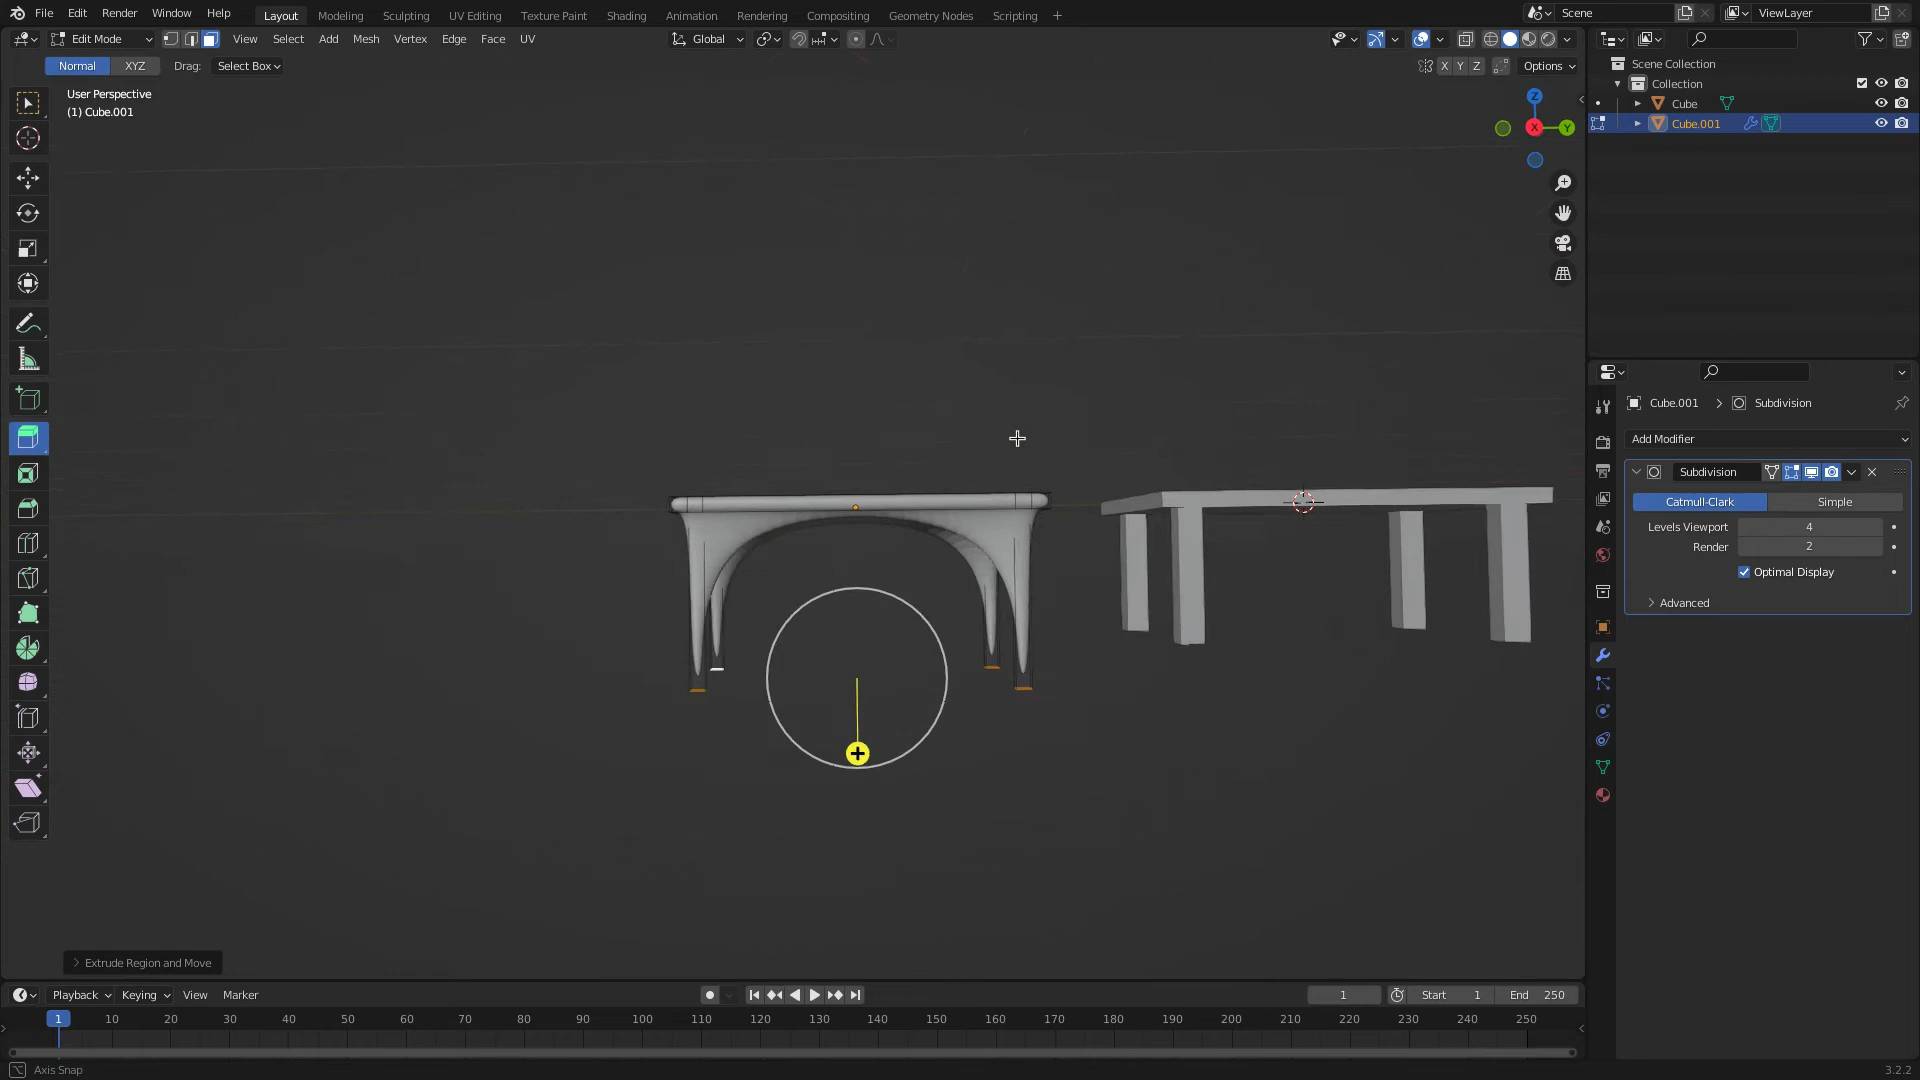 File Edit Render Window Help Layout Modeling Sculpting UV Editing Texture Paint Shading Animation Rendering Compositing Geometry Nodes Scripting + Scene ViewLayer
Edit Mode View Select Add Mesh Vertex Edge Face UV Global
Normal XYZ Drag: Select Box X Y Z Options
User Perspective
(1) Cube.001
Z
X Y
Scene Collection
Collection
Cube
Cube.001
Cube.001 > Subdivision
Add Modifier
Subdivision
Catmull-Clark Simple
Levels Viewport 4
Render 2
Optimal Display
Advanced
Extrude Region and Move
Playback Keying View Marker 1 Start 1 End 250
1 10 20 30 40 50 60 70 80 90 100 110 120 130 140 150 160 170 180 190 200 210 220 230 240 250
Axis Snap 3.2.2